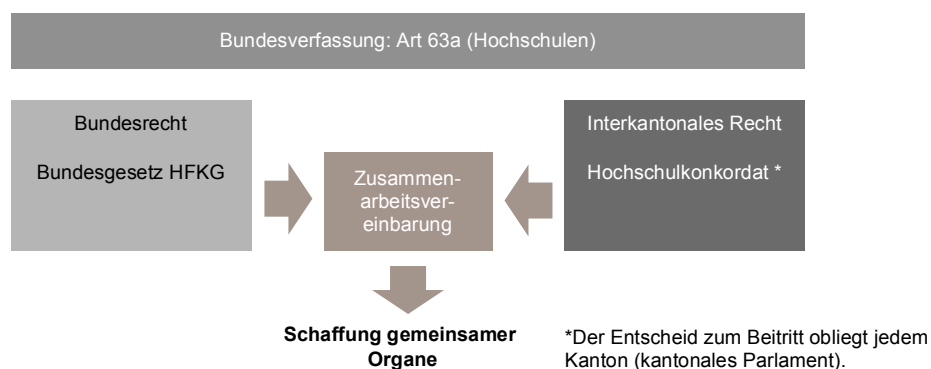 Bundesverfassung: Art 63a (Hochschulen)
Bundesrecht
Bundesgesetz HFKG
Zusammen-
arbeitsver-
einbarung
Interkantonales Recht
Hochschulkonkordat *
Schaffung gemeinsamer
Organe
*Der Entscheid zum Beitritt obliegt jedem
Kanton (kantonales Parlament).